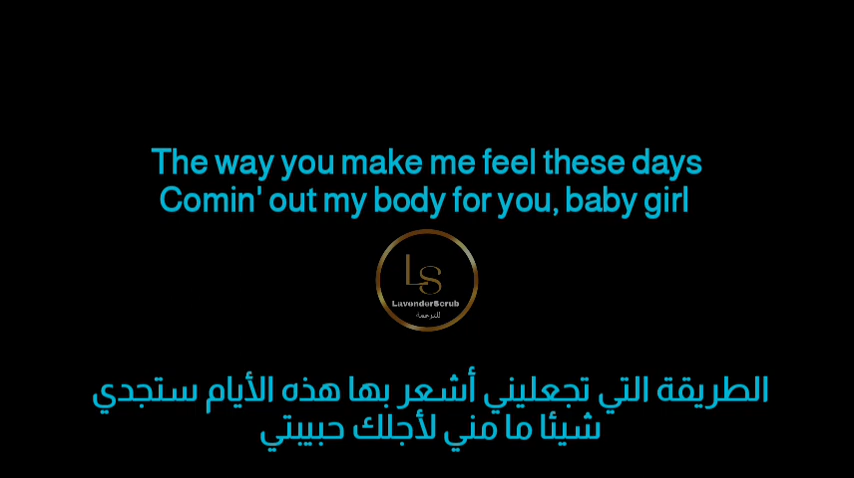 The way you make me feel these days
Comin' out my body for you, baby girl
LS
LavenderScrub
للترجمة
الطريقة التي تجعليني أشعر بها هذه الأيام ستجدي
شيئا ما مني لأجلك حبيبتي